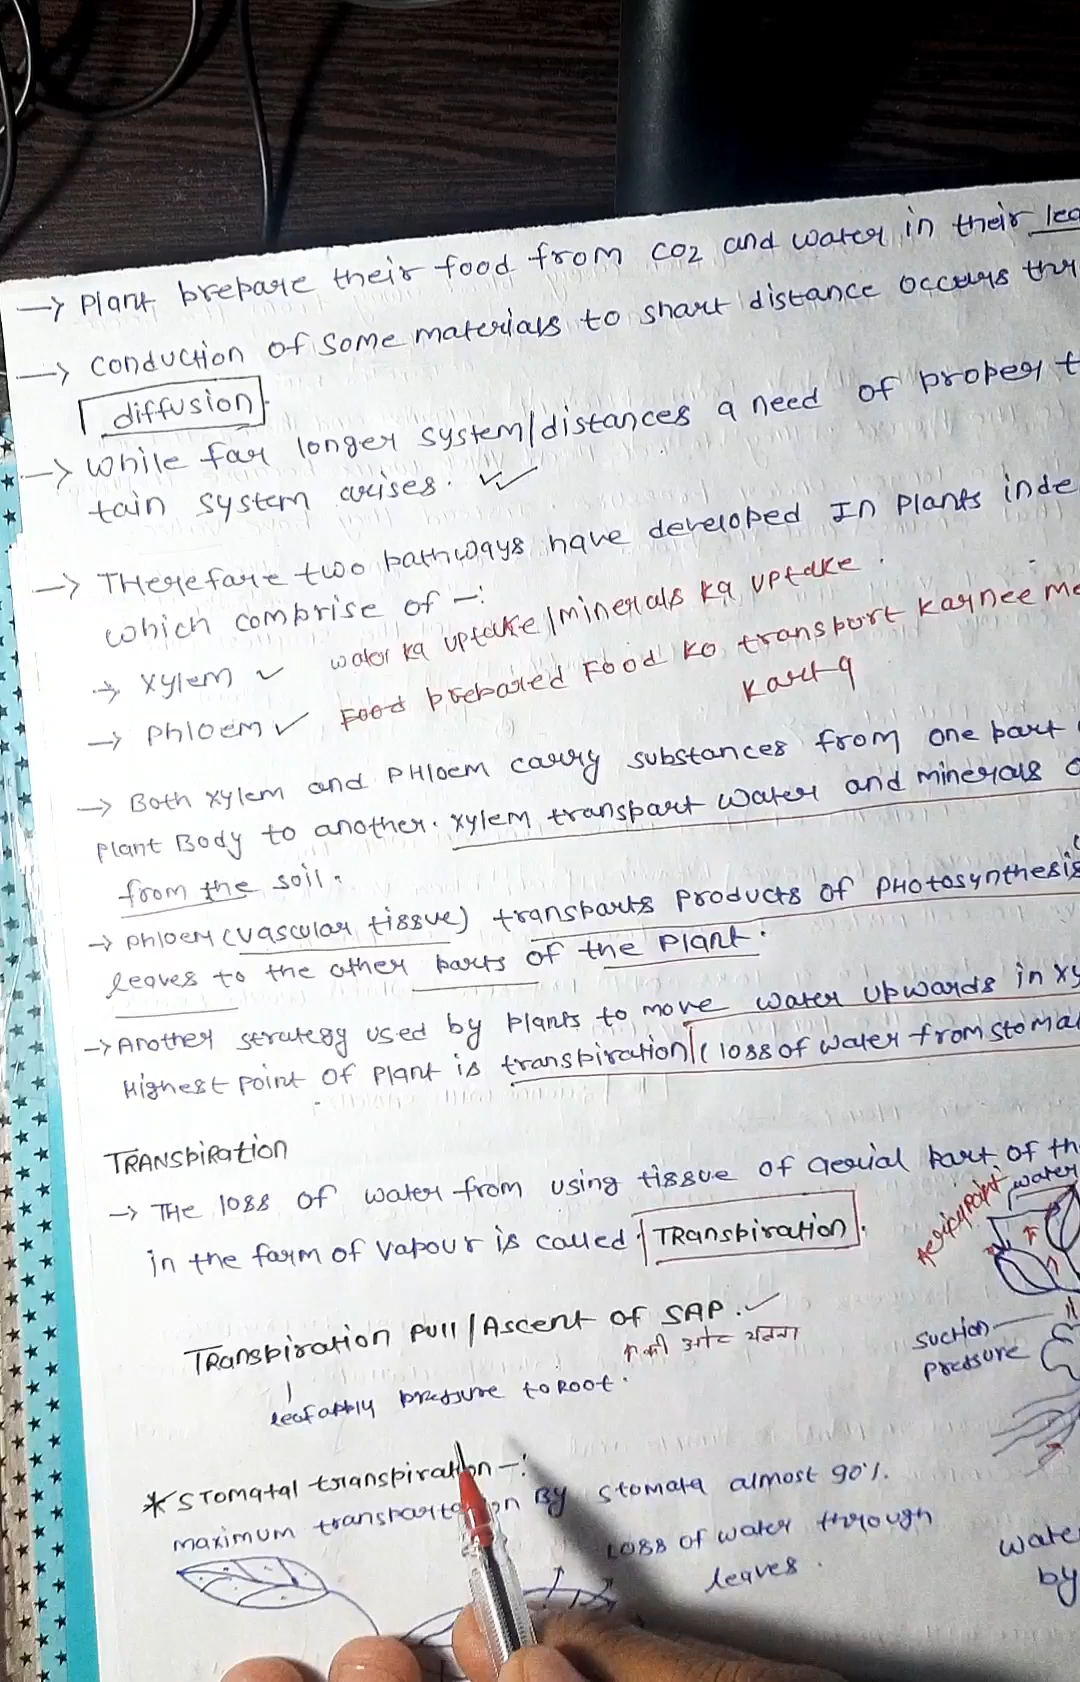 → Plant prepare their food from CO2 and water in their lea
→ Conduction of some materials to short distance occurs thr
diffusion
→ While far longer system/distances a need of proper t
tain system arises.
→ Therefore two pathways have developed In Plants inde
which comprise of -:
→ Xylem ✓ water ka uptake/minerals ka uptake.
→ Phloem ✓ Food prepared Food ko transport karnee me
karta
→ Both xylem and PHloem carry substances from one part
Plant Body to another. xylem transport water and minerals o
from the soil.
→ Phloem (vascular tissue) transports products of PHotosynthesis
leaves to the other parts of the Plant.
→ Another strategy used by plants to move water upwards in xy
Highest point of plant is transpiration (loss of water from stoma
TRANSPIRATION
→ THe loss of water from using tissue of aerial part of th
in the form of vapour is called TRanspiration.
water
Transpiration Pull/Ascent of SAP. ✓
leaf apply pressure to Root.
suction
pressure
* Stomatal transpiration -:
maximum By stomata almost 90%.
loss of water through
leaves.
wate
by